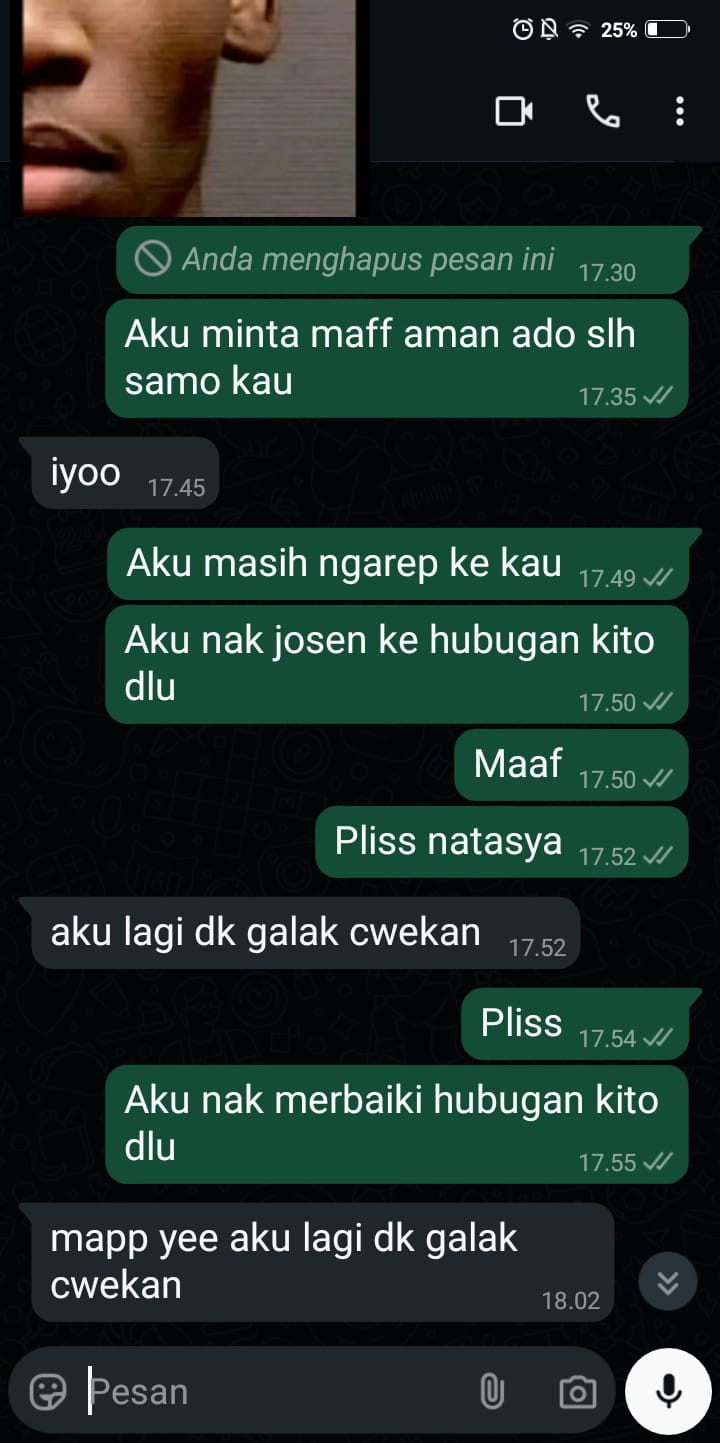 25%
Anda menghapus pesan ini 17.30
Aku minta maff aman ado slh
samo kau
17.35
iyoo 17.45
Aku masih ngarep ke kau 17.49
Aku nak josen ke hubugan kito
dlu
17.50
Maaf 17.50
Pliss natasya 17.52
aku lagi dk galak cwekan 17.52
Pliss 17.54
Aku nak merbaiki hubugan kito
dlu
17.55
mapp yee aku lagi dk galak
cwekan
18.02
Pesan